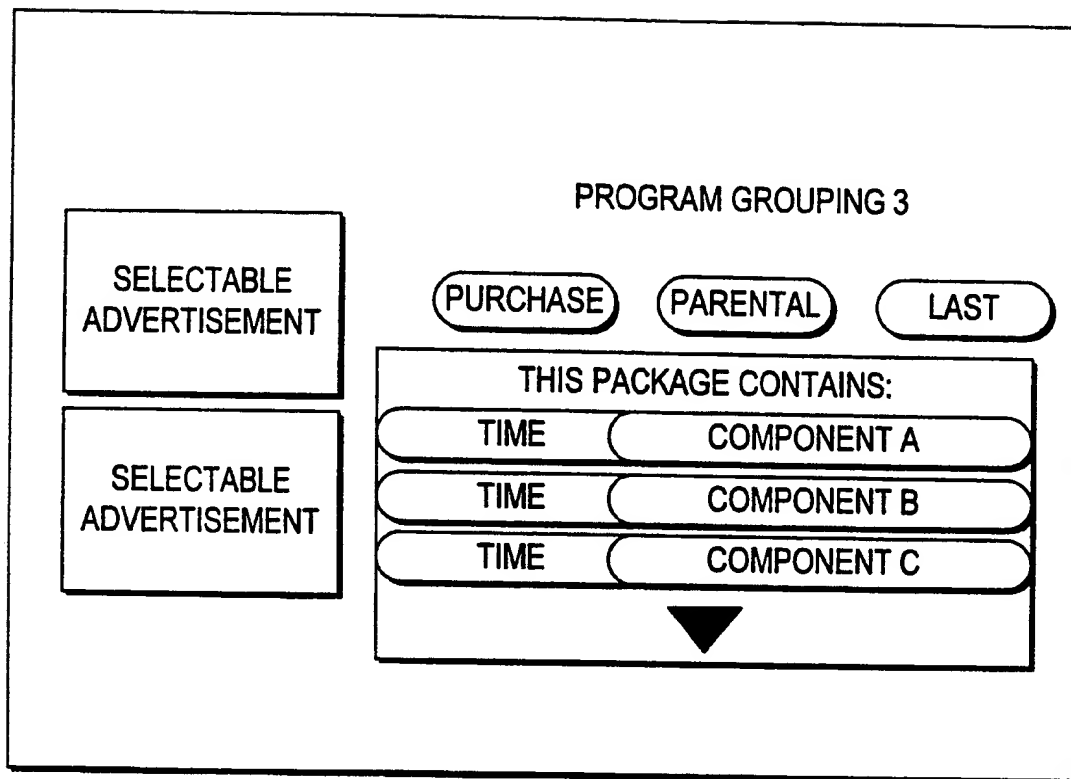 PROGRAM GROUPING 3
SELECTABLE
ADVERTISEMENT
SELECTABLE
ADVERTISEMENT
PURCHASE PARENTAL LAST
THIS PACKAGE CONTAINS:
TIME COMPONENT A
TIME COMPONENT B
TIME COMPONENT C